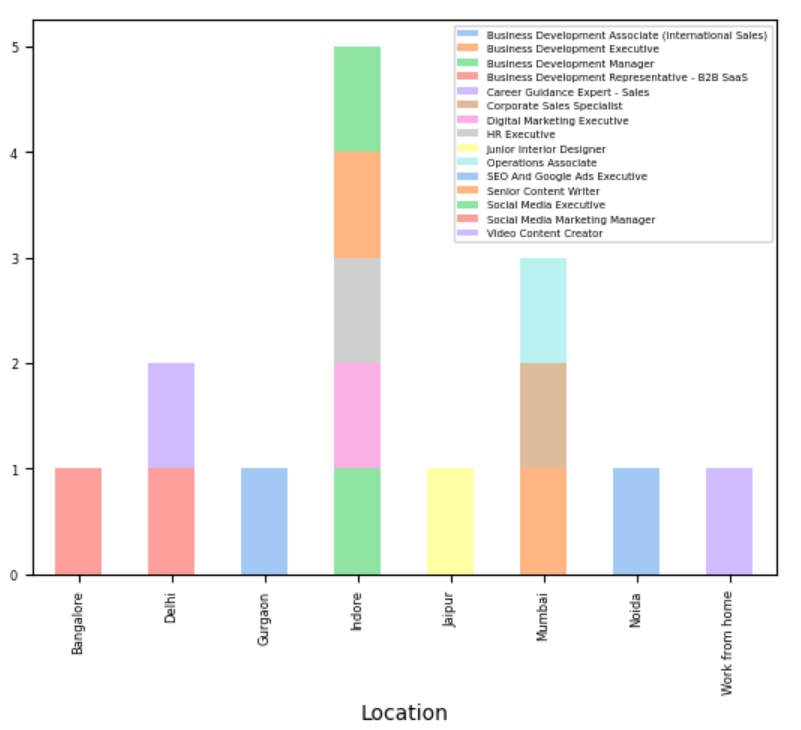 5
4
3
2
1
0
Business Development Associate (International Sales)
Business Development Executive
Business Development Manager
Business Development Representative - B2B SaaS
Career Guidance Expert - Sales
Corporate Sales Specialist
Digital Marketing Executive
HR Executive
Junior Interior Designer
Operations Associate
SEO And Google Ads Executive
Senior Content Writer
Social Media Executive
Social Media Marketing Manager
Video Content Creator
Bangalore
Delhi
Gurgaon
Indore
Jaipur
Mumbai
Noida
Work from home
Location